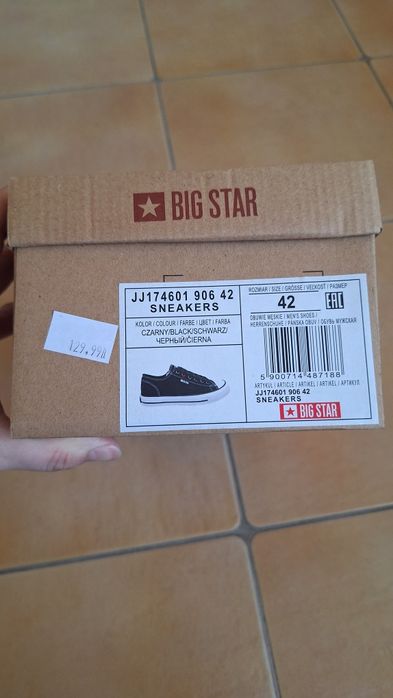 BIG STAR
129,99zł
JJ174601 906 42
SNEAKERS
KOLOR / COLOUR / FARBE / ЦВЕТ / FARBA
CZARNY/BLACK/SCHWARZ/
ЧЕРНЫЙ/ČIERNA
ROZMIAR / SIZE / GRÖSSE / VEĽKOSŤ / РАЗМЕР
42
EAC
OBUWIE MĘSKIE / MEN'S SHOES /
HERRENSCHUHE / PÁNSKA OBUV / ОБУВЬ МУЖСКАЯ
5 900714 487188
ARTYKUŁ / ARTICLE / ARTIKEL / ARTIKEL / АРТИКУЛ
JJ174601 906 42
SNEAKERS
BIG STAR